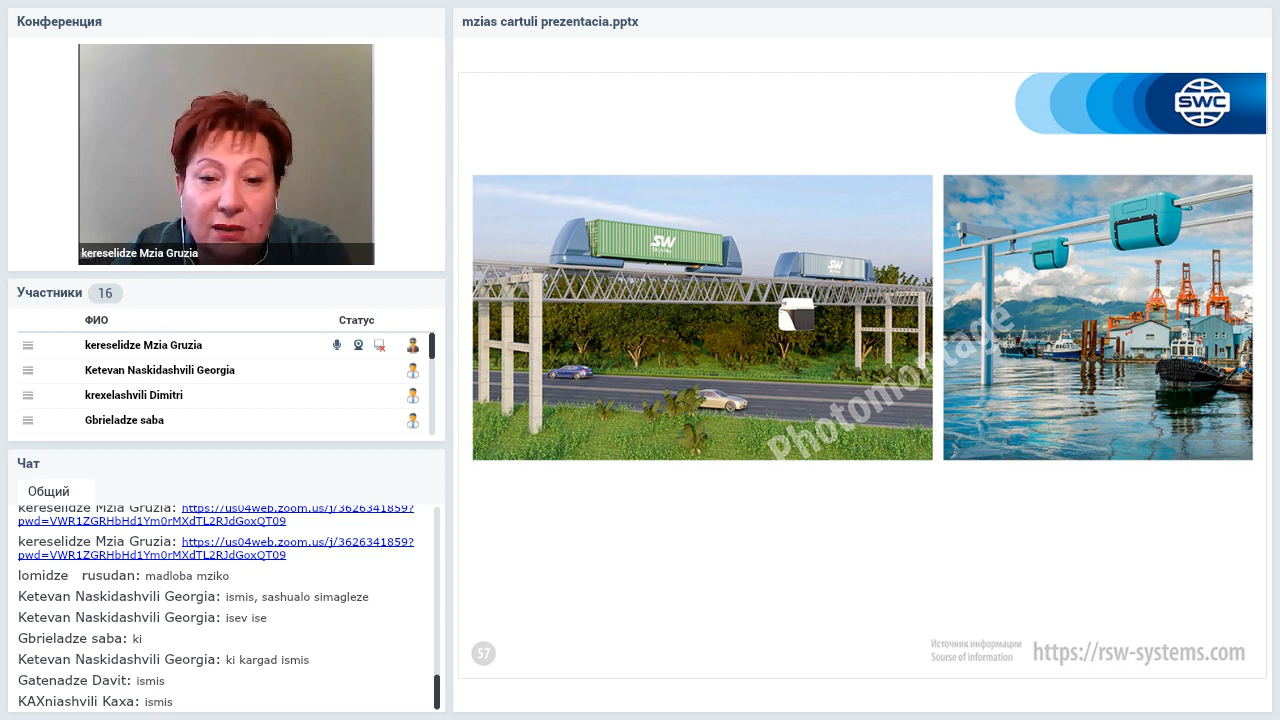 Конференция
kereselidze Mzia Gruzia
Участники 16
ФИО Статус
kereselidze Mzia Gruzia
Ketevan Naskidashvili Georgia
krexelashvili Dimitri
Gbrieladze saba
Чат
Общий
kereselidze Mzia Gruzia: https://us04web.zoom.us/j/3626341859?
pwd=VWR1ZGRHbHd1Ym0rMXdTL2RJdGoxQT09
kereselidze Mzia Gruzia: https://us04web.zoom.us/j/3626341859?
pwd=VWR1ZGRHbHd1Ym0rMXdTL2RJdGoxQT09
lomidze rusudan: madloba mziko
Ketevan Naskidashvili Georgia: ismis, sashualo simagleze
Ketevan Naskidashvili Georgia: isev ise
Gbrieladze saba: ki
Ketevan Naskidashvili Georgia: ki kargad ismis
Gatenadze Davit: ismis
KAXniashvili Kaxa: ismis
mzias cartuli prezentacia.pptx
SWC
SW
SW
Photomontage
57
Источник информации
Sourse of information
https://rsw-systems.com